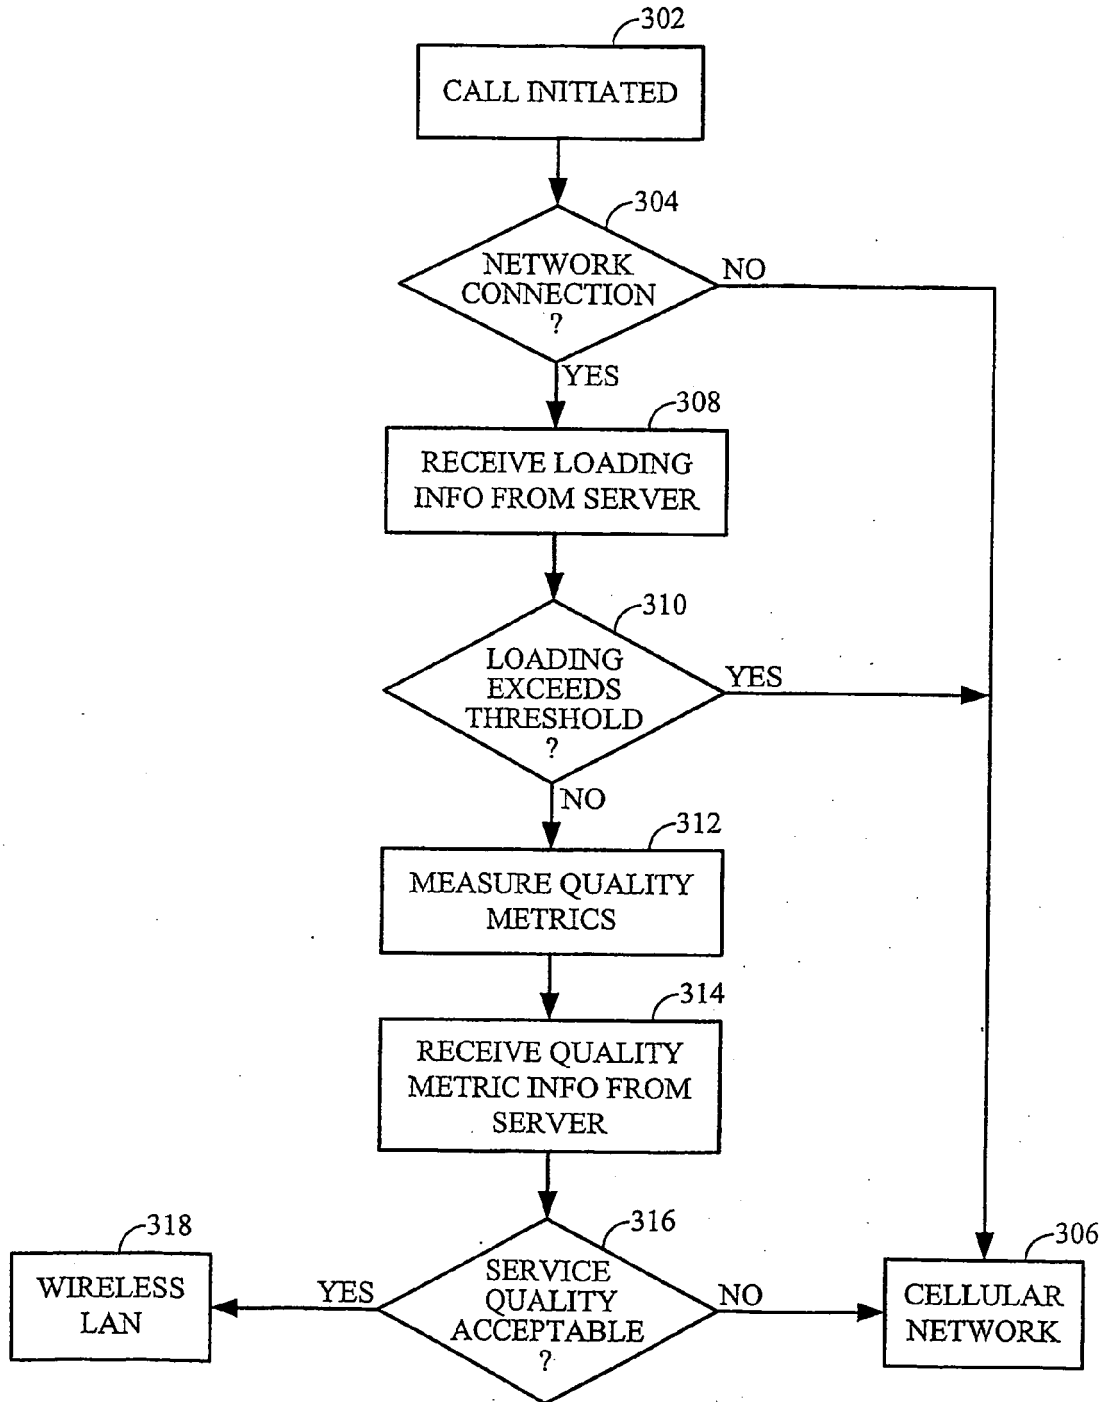 302
CALL INITIATED
304
NETWORK
CONNECTION
?
NO
YES
308
RECEIVE LOADING
INFO FROM SERVER
310
LOADING
EXCEEDS
THRESHOLD
?
YES
NO
312
MEASURE QUALITY
METRICS
314
RECEIVE QUALITY
METRIC INFO FROM
SERVER
316
SERVICE
QUALITY
ACCEPTABLE
?
YES
NO
318
WIRELESS
LAN
306
CELLULAR
NETWORK